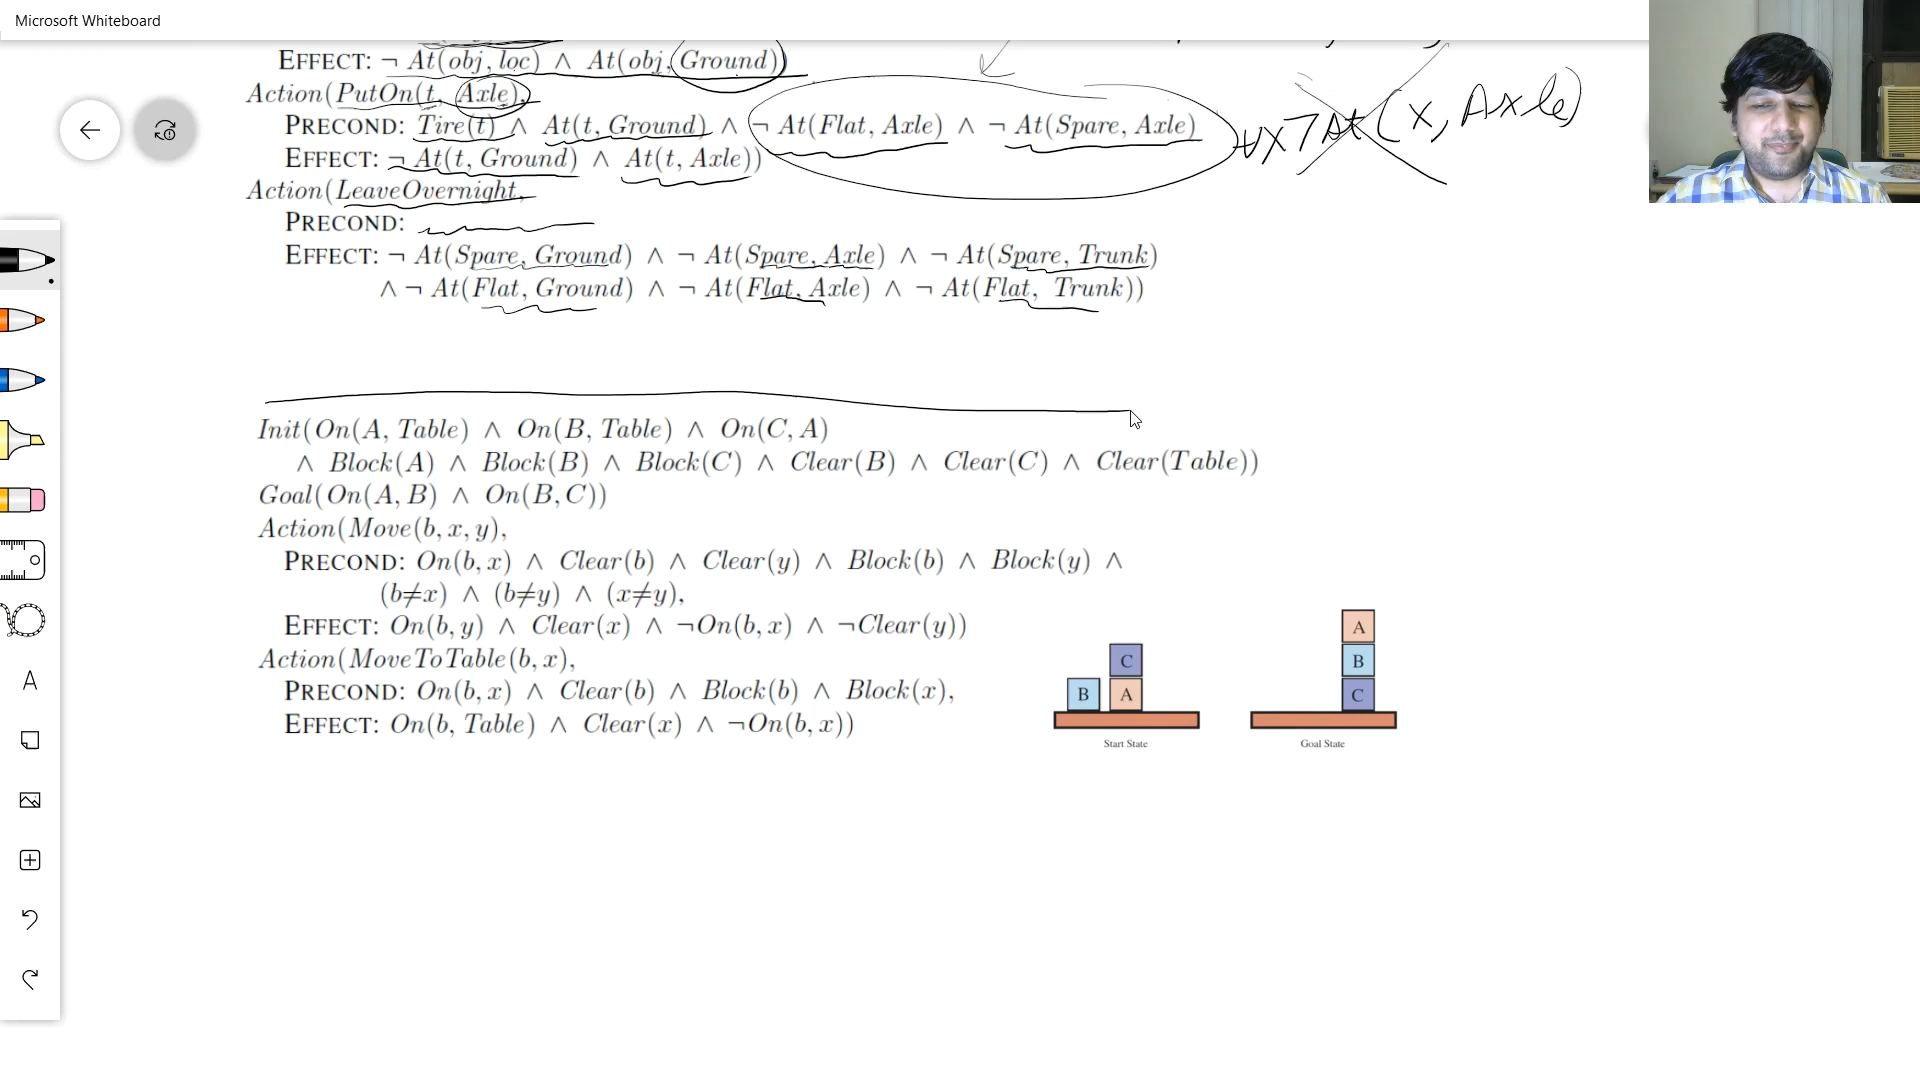 Microsoft Whiteboard
EFFECT: ¬ At(obj, loc) ∧ At(obj, Ground))
Action(PutOn(t, Axle),
PRECOND: Tire(t) ∧ At(t, Ground) ∧ ¬ At(Flat, Axle) ∧ ¬ At(Spare, Axle)
∀x¬At(x, Axle)
EFFECT: ¬ At(t, Ground) ∧ At(t, Axle))
Action(LeaveOvernight,
PRECOND:
EFFECT: ¬ At(Spare, Ground) ∧ ¬ At(Spare, Axle) ∧ ¬ At(Spare, Trunk)
∧ ¬ At(Flat, Ground) ∧ ¬ At(Flat, Axle) ∧ ¬ At(Flat, Trunk))
Init(On(A, Table) ∧ On(B, Table) ∧ On(C, A)
∧ Block(A) ∧ Block(B) ∧ Block(C) ∧ Clear(B) ∧ Clear(C) ∧ Clear(Table))
Goal(On(A, B) ∧ On(B, C))
Action(Move(b, x, y),
PRECOND: On(b, x) ∧ Clear(b) ∧ Clear(y) ∧ Block(b) ∧ Block(y) ∧
(b≠x) ∧ (b≠y) ∧ (x≠y),
EFFECT: On(b, y) ∧ Clear(x) ∧ ¬On(b, x) ∧ ¬Clear(y))
Action(MoveToTable(b, x),
PRECOND: On(b, x) ∧ Clear(b) ∧ Block(b) ∧ Block(x),
EFFECT: On(b, Table) ∧ Clear(x) ∧ ¬On(b, x))
C
B A
Start State
A
B
C
Goal State